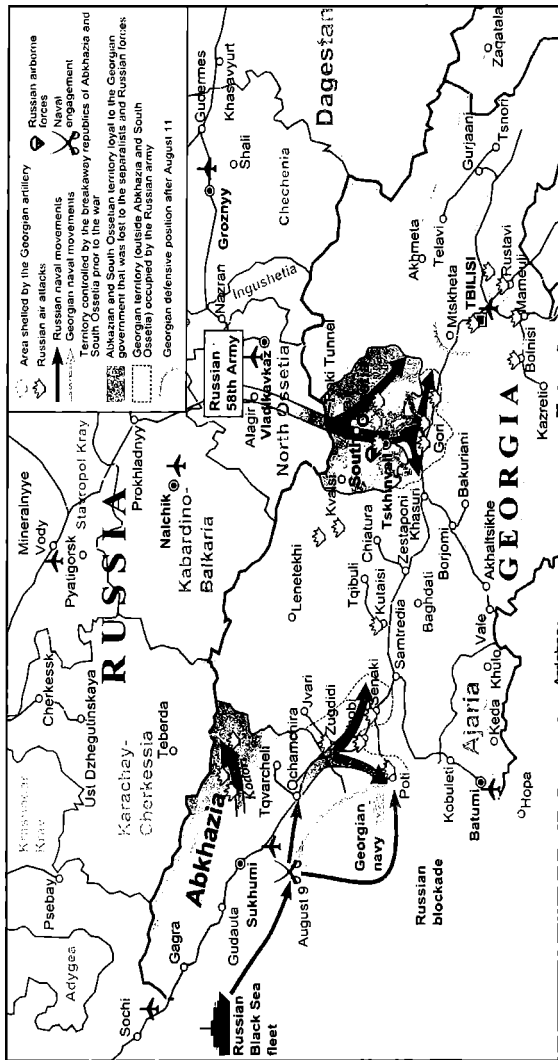 Area shelled by the Georgian artillery
Russian air attacks
Russian naval movements
Georgian naval movements
Russian airborne
forces
Naval
engagement
Territory controlled by the breakaway republics of Abkhazia and
South Ossetia prior to the war
Abkazian and South Ossetan territory loyal to the Georgian
government that was lost to the separatists and Russian forces
Georgian territory (outside Abkhazia and South
Ossetia) occupied by the Russian army
Georgian defensive position after August 11
Adygea
Psebay
Cherkessk
Ust Dzhegulinskaya
Karachay-
Cherkessia
Teberda
Mineralnyye
Vody
Pyatigorsk
Stavropol Kray
RUSSIA
Prokhladnyy
Nalchik
Kabardino-
Balkaria
Russian
58th Army
Alagir
Vladikavkaz
North Ossetia
Nazran
Ingushetia
Groznyy
Gudermes
Khasavyurt
Shali
Chechenia
Dagestan
Sochi
Gagra
Gudauta
Abkhazia
Sukhumi
Kodori
Tqvarcheli
Ochamchira
Jvari
Zugdidi
Senaki
Poti
Russian
Black Sea
fleet
August 9
Georgian
navy
Russian
blockade
Lenetekhi
Kvaisi
South
Tskhinvali
Tqibuli
Chiatura
Kutaisi
Zestaponi
Samtredia
Baghdati
Khasuri
Gori
Borjomi
Bakuriani
Akhaltsikhe
Vale
Kobuleti
Batumi
Ajaria
Keda
Khulo
Hopa
GEORGIA
Akhmeta
Telavi
Mtskheta
TBILISI
Rustavi
Marneuli
Bolnisi
Kazretio
Gurjaani
Tsnori
Zaqatala